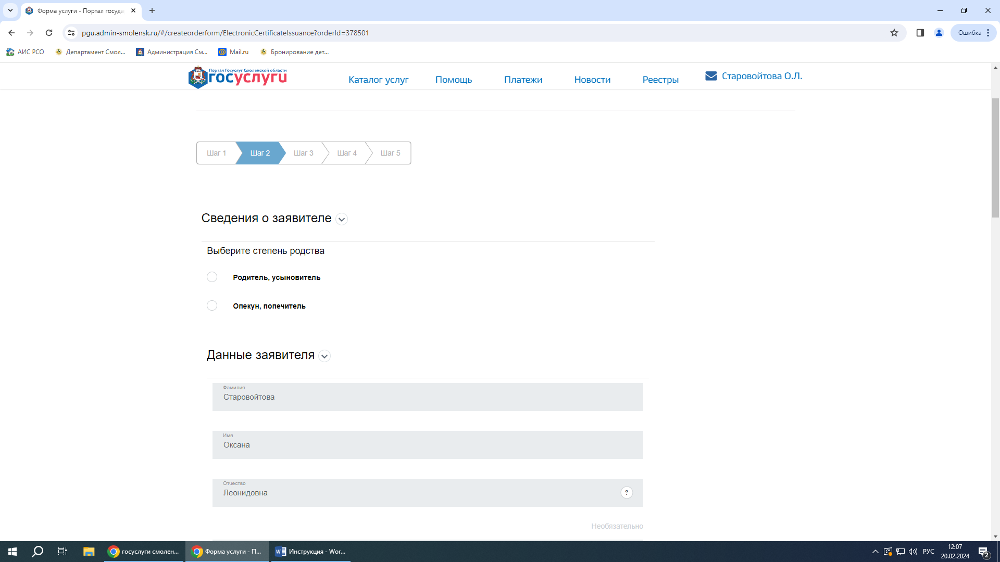 Форма услуги - Портал госуда
pgu.admin-smolensk.ru/#/createorderform/ElectronicCertificateIssuance?orderId=378501
Ошибка
АИС РСО
Департамент Смол...
Администрация См...
Mail.ru
Бронирование дет...
Портал Госуслуг Смоленской области
госуслуги
Каталог услуг
Помощь
Платежи
Новости
Реестры
Старовойтова О.Л.
Шаг 1
Шаг 2
Шаг 3
Шаг 4
Шаг 5
Сведения о заявителе
Выберите степень родства
Родитель, усыновитель
Опекун, попечитель
Данные заявителя
Фамилия
Старовойтова
Имя
Оксана
Отчество
Леонидовна
?
Необязательно
госуслуги смолен...
Форма услуги - П...
Инструкция - Wor...
РУС
12:07
20.02.2024
2